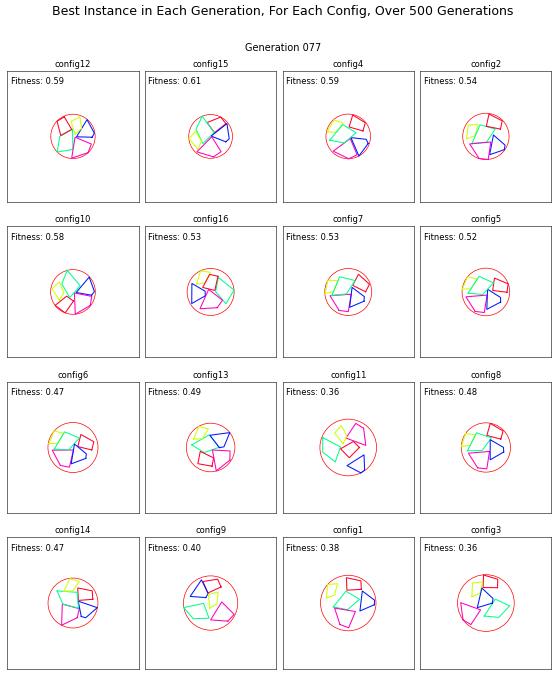 Best Instance in Each Generation, For Each Config, Over 500 Generations
Generation 077
config12
config15
config4
config2
Fitness: 0.59
Fitness: 0.61
Fitness: 0.59
Fitness: 0.54
config10
config16
config7
config5
Fitness: 0.58
Fitness: 0.53
Fitness: 0.53
Fitness: 0.52
config6
config13
config11
config8
Fitness: 0.47
Fitness: 0.49
Fitness: 0.36
Fitness: 0.48
config14
config9
config1
config3
Fitness: 0.47
Fitness: 0.40
Fitness: 0.38
Fitness: 0.36